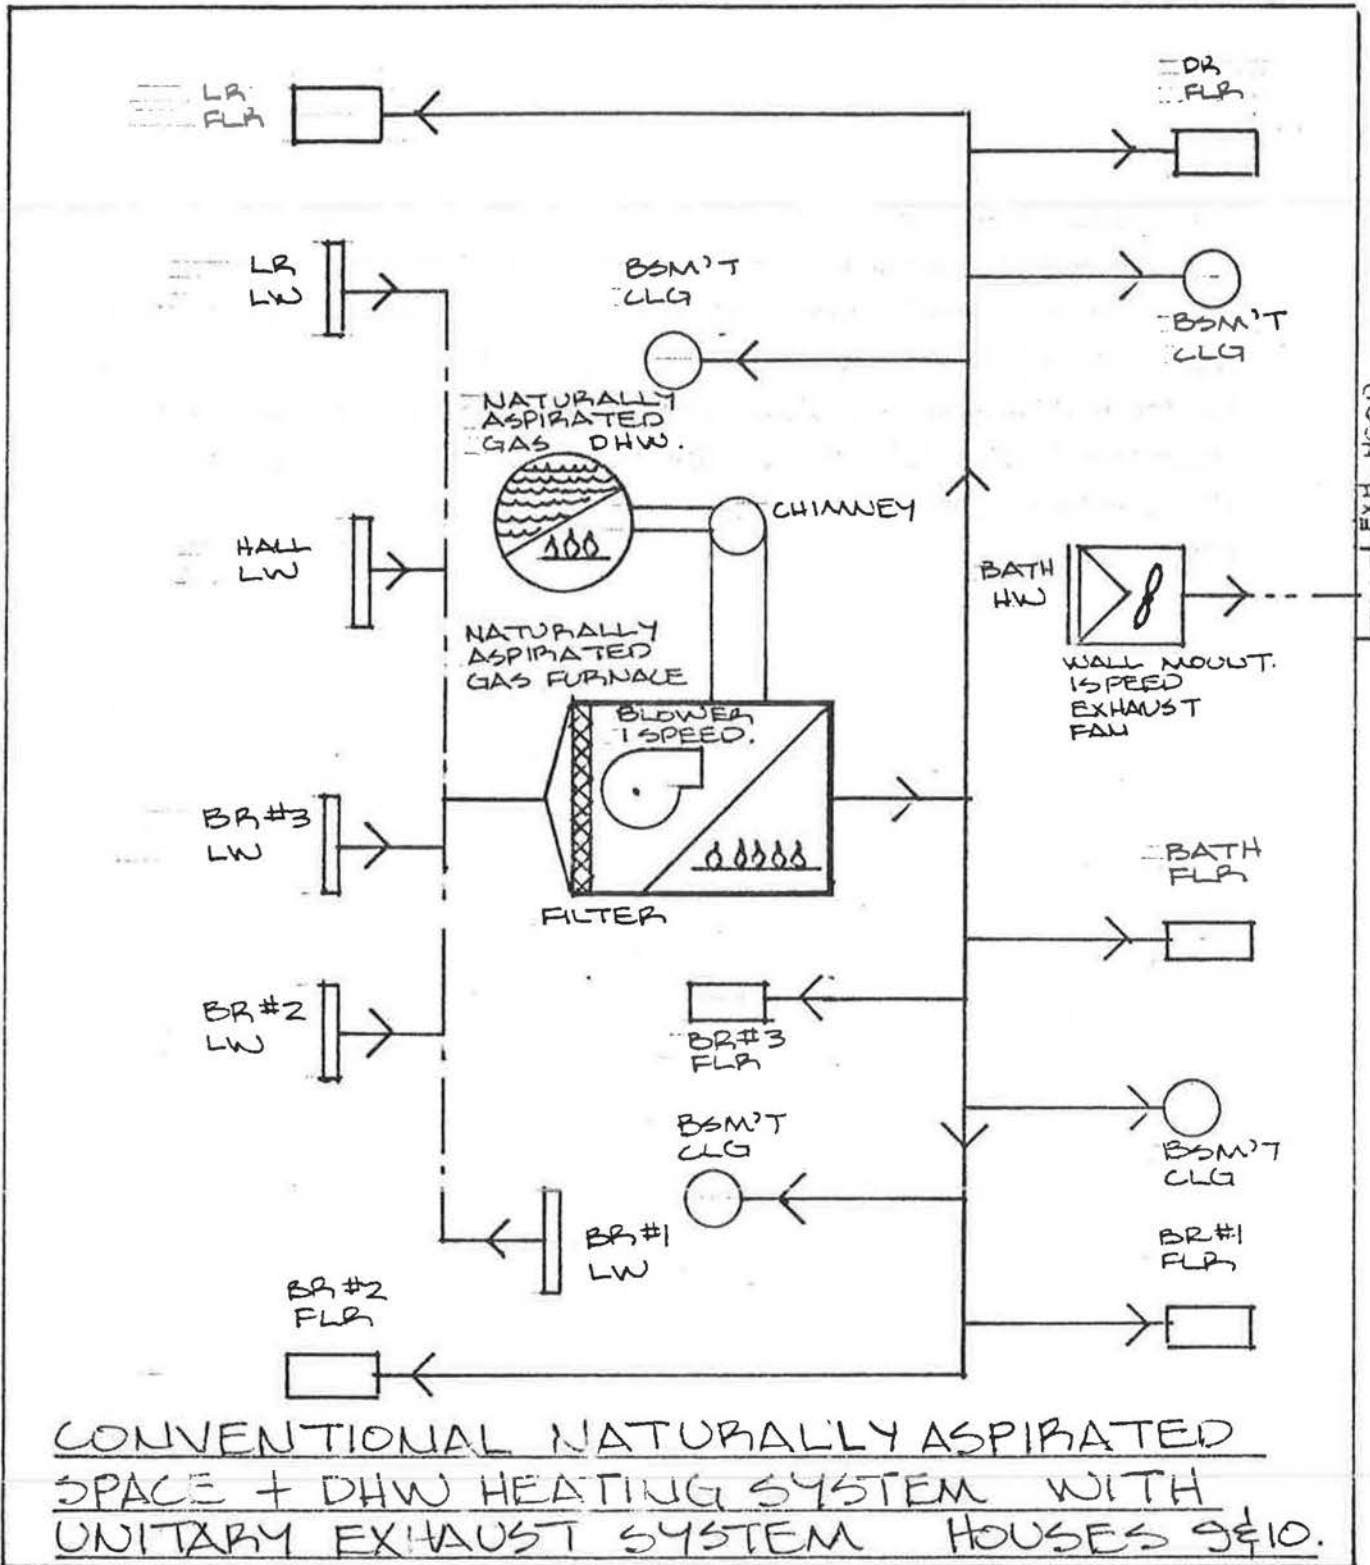 LR
FLR
DR
FLR
LR
LW
BSM'T
CLG
BSM'T
CLG
NATURALLY
ASPIRATED
GAS DHW.
CHIMNEY
HALL
LW
BATH
HW
NATURALLY
ASPIRATED
GAS FURNACE
WALL MOUNT.
1 SPEED
EXHAUST
FAN
BLOWER
1 SPEED.
BR #3
LW
BATH
FLR
FILTER
BR #2
LW
BR #3
FLR
BSM'T
CLG
BSM'T
CLG
BR #1
LW
BR #1
FLR
BR #2
FLR
CONVENTIONAL NATURALLY ASPIRATED
SPACE + DHW HEATING SYSTEM WITH
UNITARY EXHAUST SYSTEM HOUSES 9&10.
EXH